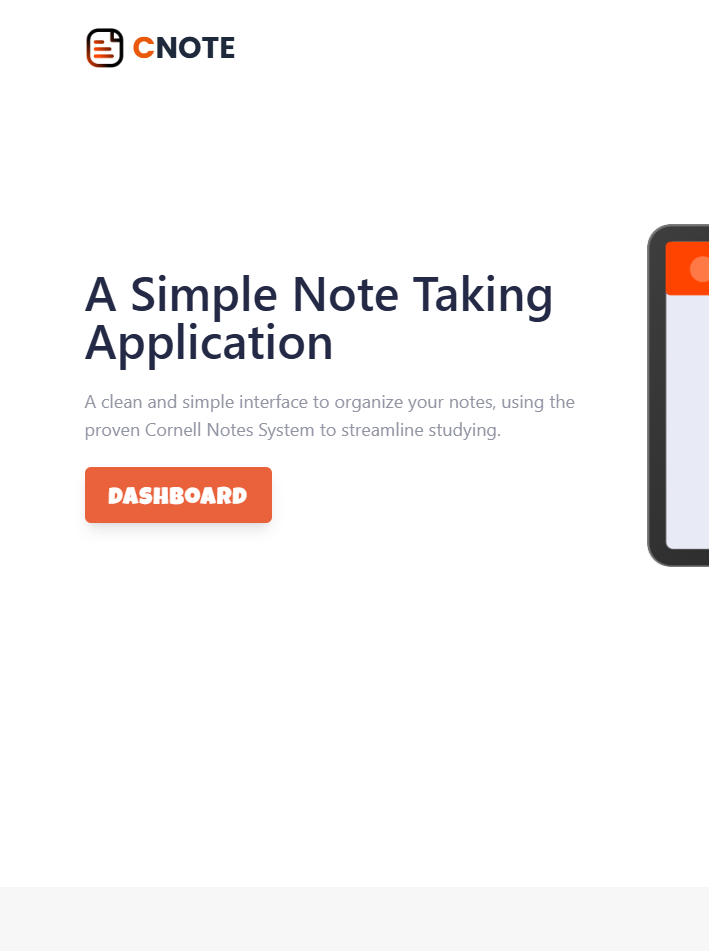 CNOTE
A Simple Note Taking
Application
A clean and simple interface to organize your notes, using the
proven Cornell Notes System to streamline studying.
DASHBOARD